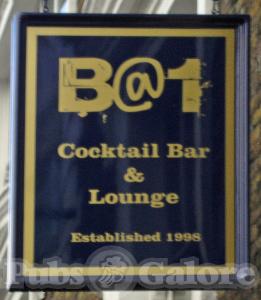 B@1
Cocktail Bar
&
Lounge
Established 1998
Pubs Galore